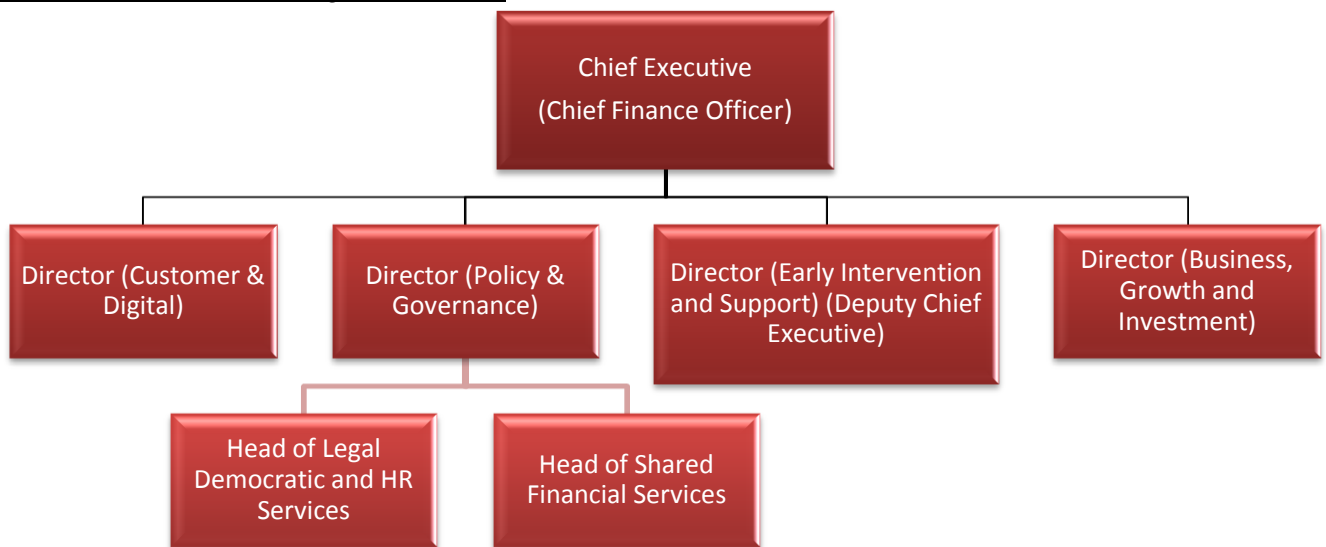 Chief Executive
(Chief Finance Officer)
Director (Customer &
Digital)
Director (Policy &
Governance)
Director (Early Intervention
and Support) (Deputy Chief
Executive)
Director (Business,
Growth and
Investment)
Head of Legal
Democratic and HR
Services
Head of Shared
Financial Services